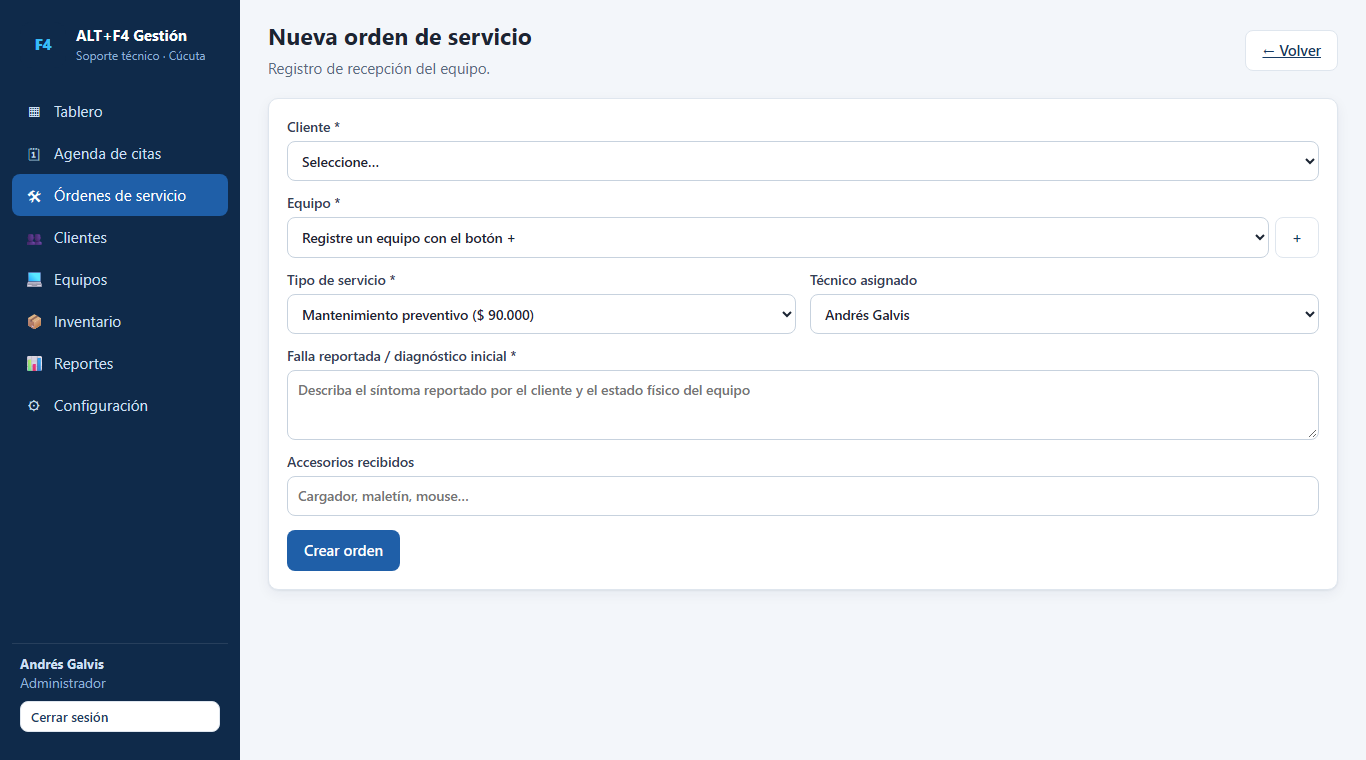 F4
ALT+F4 Gestión
Soporte técnico · Cúcuta
Tablero
Agenda de citas
Órdenes de servicio
Clientes
Equipos
Inventario
Reportes
Configuración
Andrés Galvis
Administrador
Cerrar sesión
Nueva orden de servicio
Registro de recepción del equipo.
← Volver
Cliente *
Seleccione...
Equipo *
Registre un equipo con el botón +
+
Tipo de servicio *
Técnico asignado
Mantenimiento preventivo ($ 90.000)
Andrés Galvis
Falla reportada / diagnóstico inicial *
Describa el síntoma reportado por el cliente y el estado físico del equipo
Accesorios recibidos
Cargador, maletín, mouse...
Crear orden